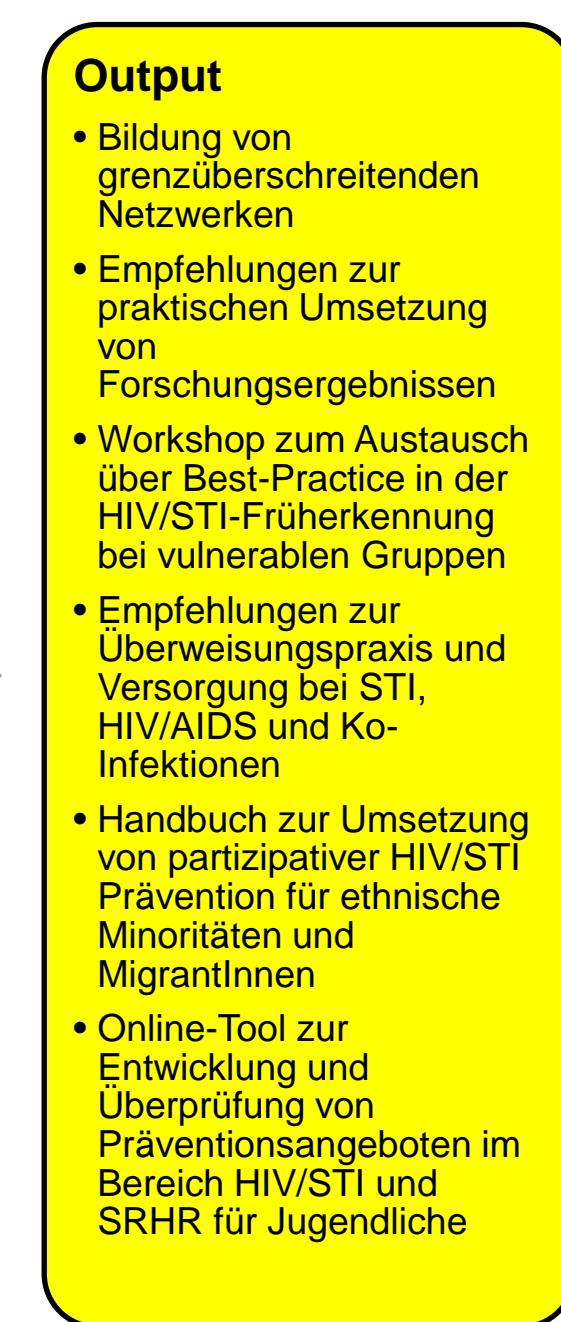 Output
• Bildung von
grenzüberschreitenden
Netzwerken
• Empfehlungen zur
praktischen Umsetzung
von
Forschungsergebnissen
• Workshop zum Austausch
über Best-Practice in der
HIV/STI-Früherkennung
bei vulnerablen Gruppen
• Empfehlungen zur
Überweisungspraxis und
Versorgung bei STI,
HIV/AIDS und Ko-
Infektionen
• Handbuch zur Umsetzung
von partizipativer HIV/STI
Prävention für ethnische
Minoritäten und
MigrantInnen
• Online-Tool zur
Entwicklung und
Überprüfung von
Präventionsangeboten im
Bereich HIV/STI und
SRHR für Jugendliche